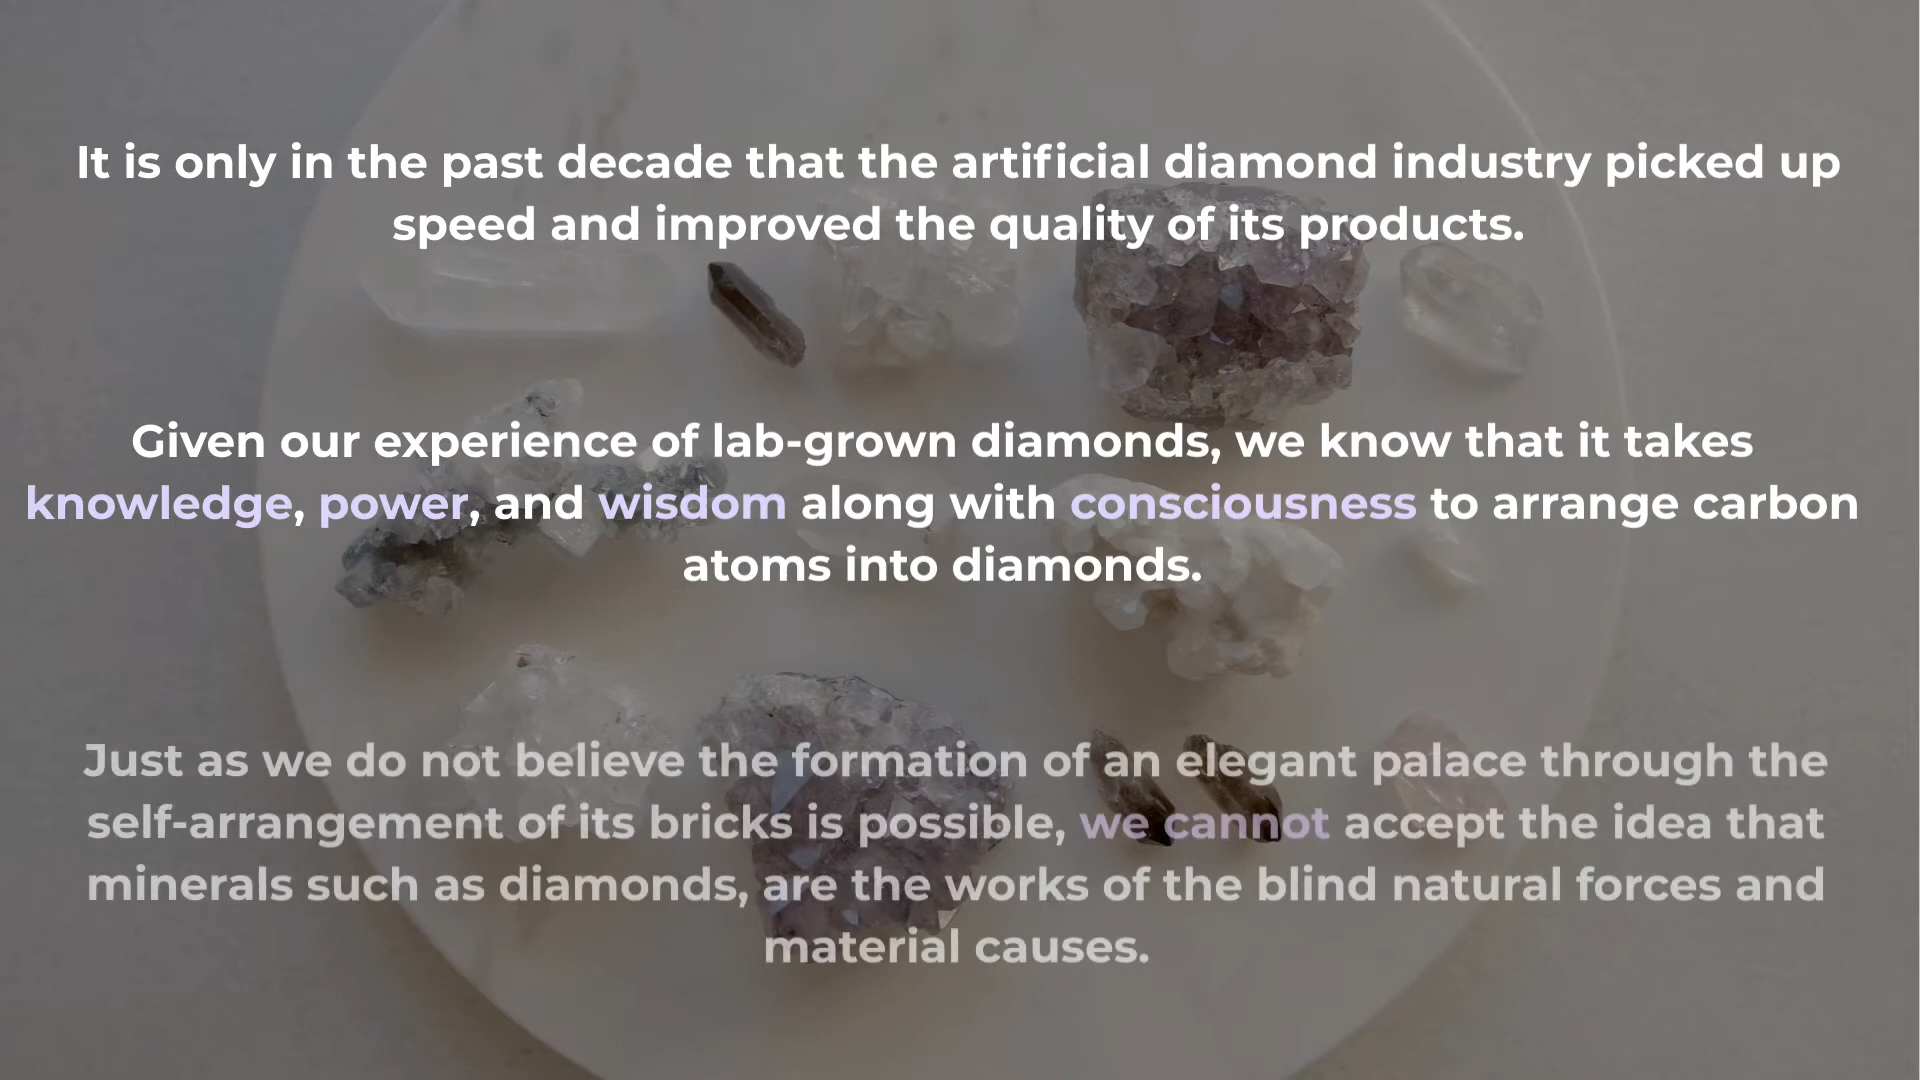 It is only in the past decade that the artificial diamond industry picked up
speed and improved the quality of its products.
Given our experience of lab-grown diamonds, we know that it takes
knowledge, power, and wisdom along with consciousness to arrange carbon
atoms into diamonds.
Just as we do not believe the formation of an elegant palace through the
self-arrangement of its bricks is possible, we cannot accept the idea that
minerals such as diamonds, are the works of the blind natural forces and
material causes.